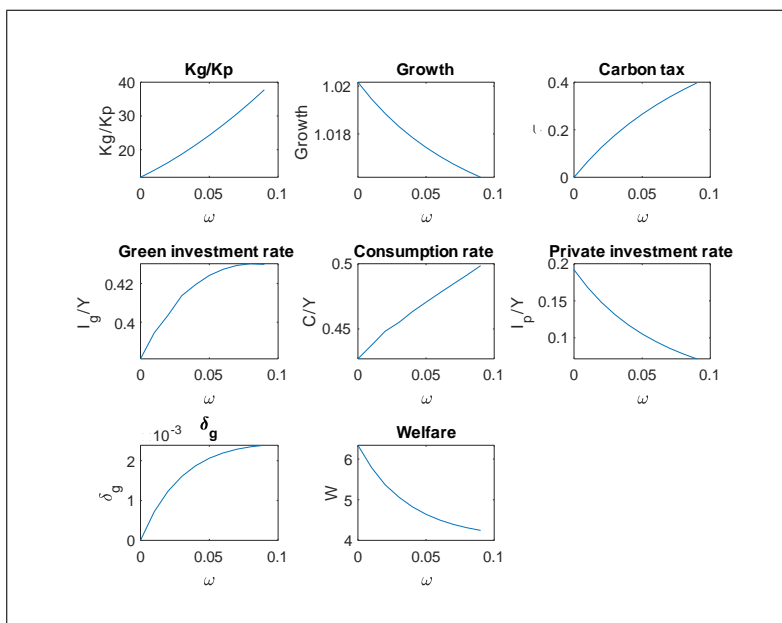 Kg/Kp
Growth
Carbon tax
40
30
20
Kg/Kp
0
0.05
0.1
ω
1.02
1.018
Growth
0
0.05
0.1
ω
0.4
0.2
0
0
0.05
0.1
ω
Green investment rate
Consumption rate
Private investment rate
0.42
0.4
I_g/Y
0
0.05
0.1
ω
0.5
0.45
C/Y
0
0.05
0.1
ω
0.2
0.15
0.1
I_p/Y
0
0.05
0.1
ω
10^-3
δ_g
Welfare
2
1
0
δ_g
0
0.05
0.1
ω
6
5
4
W
0
0.05
0.1
ω